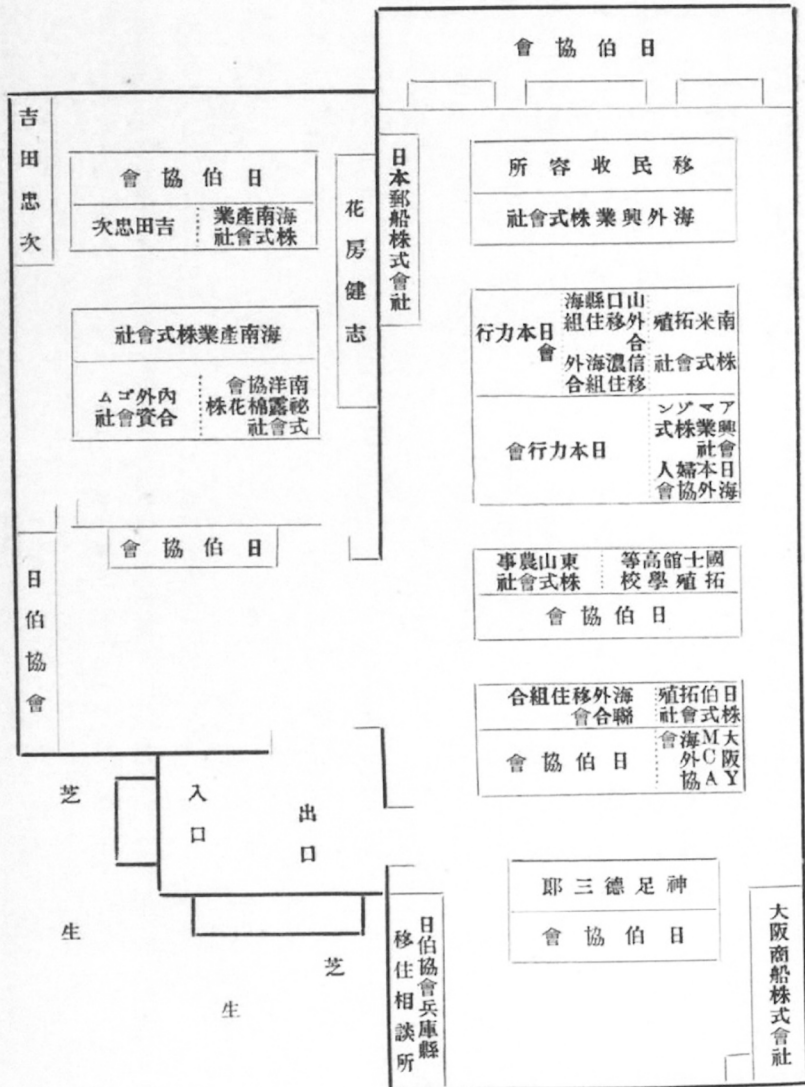 日伯協會
日本郵船株式會社
移民收容所
海外興業株式會社
南米拓殖
株式會社
山口縣海
外移住組
合
信濃海外
移住組合
日本力行
會
アマゾン
興業株式
會社
日本婦人
海外協會
日本力行會
國士館高等
拓殖學校
東山農事
株式會社
日伯協會
日伯拓殖
株式會社
海外移住組合
聯合會
大阪Y
MCA
海外協
會
日伯協會
神足德三郎
日伯協會
大阪商船株式會社
日伯協會兵庫縣
移住相談所
花房健志
吉田忠次
日伯協會
海南產業
株式會社
吉田忠次
海南產業株式會社
南洋協會
祕露棉花株
式會社
內外ゴム
合資會社
日伯協會
日伯協會
入口
出口
芝生
芝生